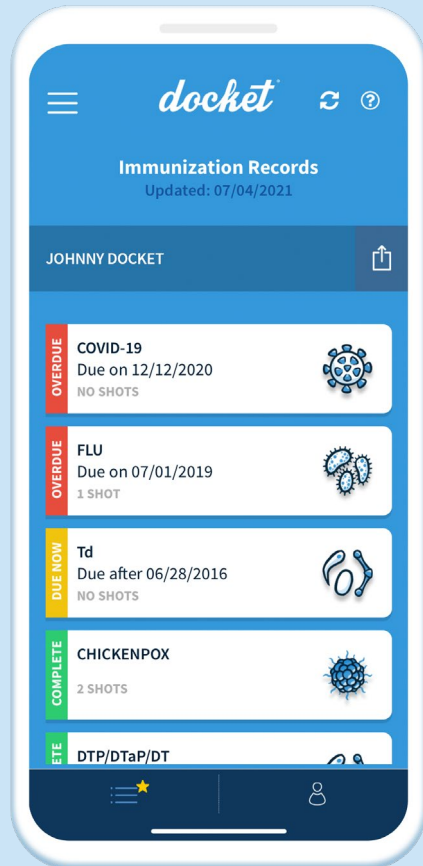 docket
Immunization Records
Updated: 07/04/2021
JOHNNY DOCKET
OVERDUE
COVID-19
Due on 12/12/2020
NO SHOTS
OVERDUE
FLU
Due on 07/01/2019
1 SHOT
DUE NOW
Td
Due after 06/28/2016
NO SHOTS
COMPLETE
CHICKENPOX
2 SHOTS
ETE
DTP/DTaP/DT